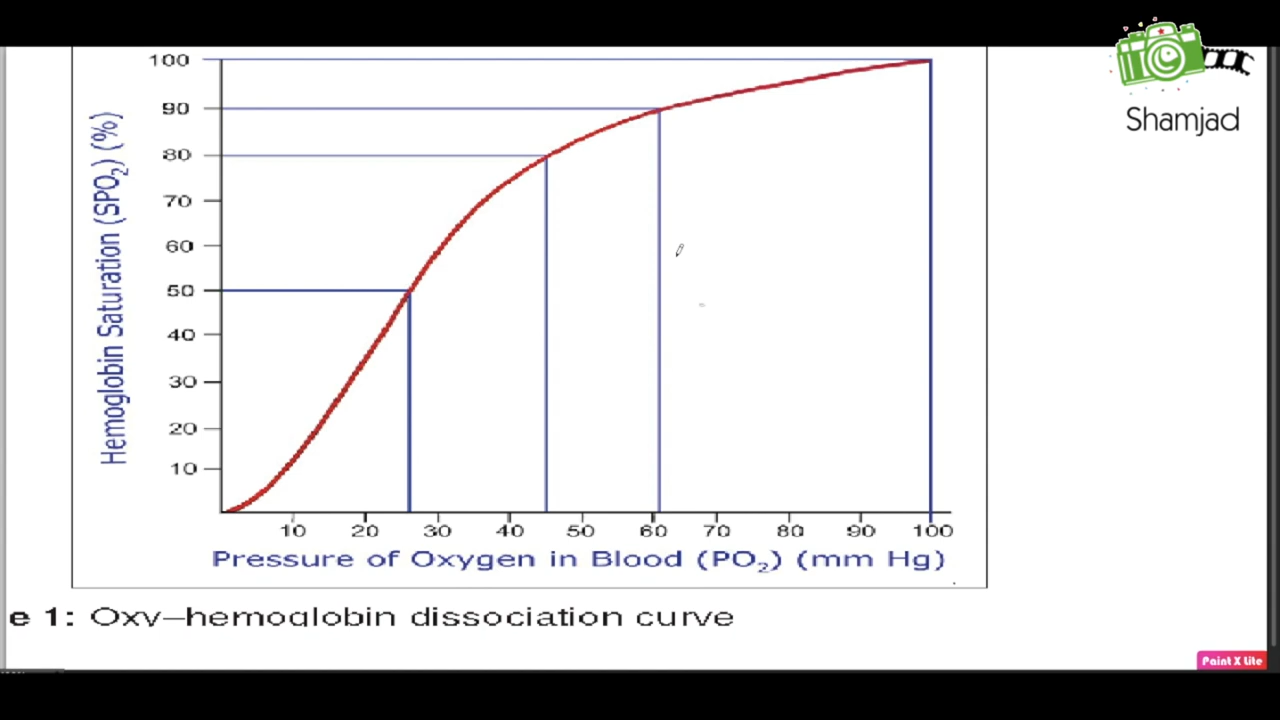 Shamjad
100
90
80
70
60
50
40
30
20
10
Hemoglobin Saturation (SPO₂) (%)
10 20 30 40 50 60 70 80 90 100
Pressure of Oxygen in Blood (PO₂) (mm Hg)
e 1: Oxy–hemoglobin dissociation curve
Paint X Lite